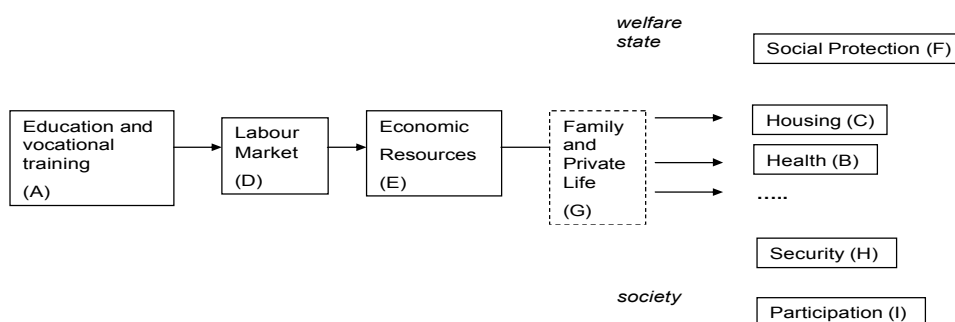 welfare
state
Social Protection (F)
Education and
vocational
training
(A)
Labour
Market
(D)
Economic
Resources
(E)
Family
and
Private
Life
(G)
Housing (C)
Health (B)
.....
Security (H)
society
Participation (I)